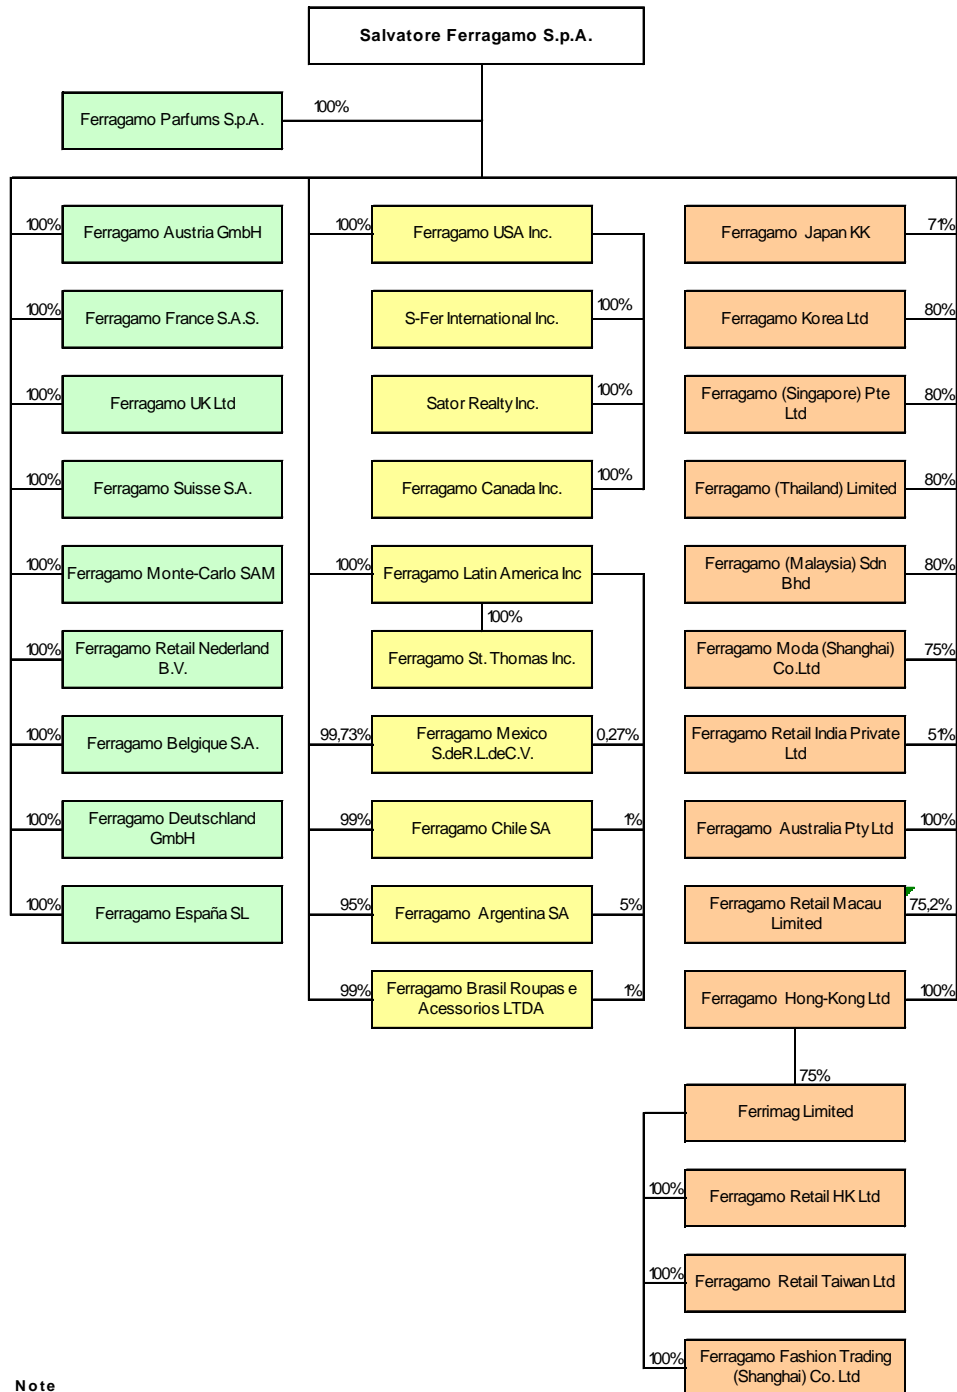 Salvatore Ferragamo S.p.A.
Ferragamo Parfums S.p.A.
100%
100%
Ferragamo Austria GmbH
100%
Ferragamo USA Inc.
Ferragamo Japan KK
71%
100%
Ferragamo France S.A.S.
S-Fer International Inc.
100%
Ferragamo Korea Ltd
80%
100%
Ferragamo UK Ltd
Sator Realty Inc.
100%
Ferragamo (Singapore) Pte
Ltd
80%
100%
Ferragamo Suisse S.A.
Ferragamo Canada Inc.
100%
Ferragamo (Thailand) Limited
80%
100%
Ferragamo Monte-Carlo SAM
100%
Ferragamo Latin America Inc
Ferragamo (Malaysia) Sdn
Bhd
80%
100%
100%
Ferragamo Retail Nederland
B.V.
Ferragamo St. Thomas Inc.
Ferragamo Moda (Shanghai)
Co.Ltd
75%
100%
Ferragamo Belgique S.A.
99,73%
Ferragamo Mexico
S.deR.L.deC.V.
0,27%
Ferragamo Retail India Private
Ltd
51%
100%
Ferragamo Deutschland
GmbH
99%
Ferragamo Chile SA
1%
Ferragamo Australia Pty Ltd
100%
100%
Ferragamo España SL
95%
Ferragamo Argentina SA
5%
Ferragamo Retail Macau
Limited
75,2%
99%
Ferragamo Brasil Roupas e
Acessorios LTDA
1%
Ferragamo Hong-Kong Ltd
100%
75%
Ferrimag Limited
100%
Ferragamo Retail HK Ltd
100%
Ferragamo Retail Taiwan Ltd
100%
Ferragamo Fashion Trading
(Shanghai) Co. Ltd
Note